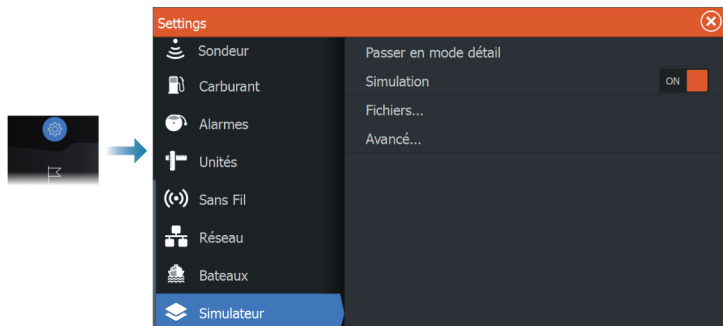 Settings
Sondeur
Carburant
Alarmes
Unités
Sans Fil
Réseau
Bateaux
Simulateur
Passer en mode détail
Simulation ON
Fichiers...
Avancé...